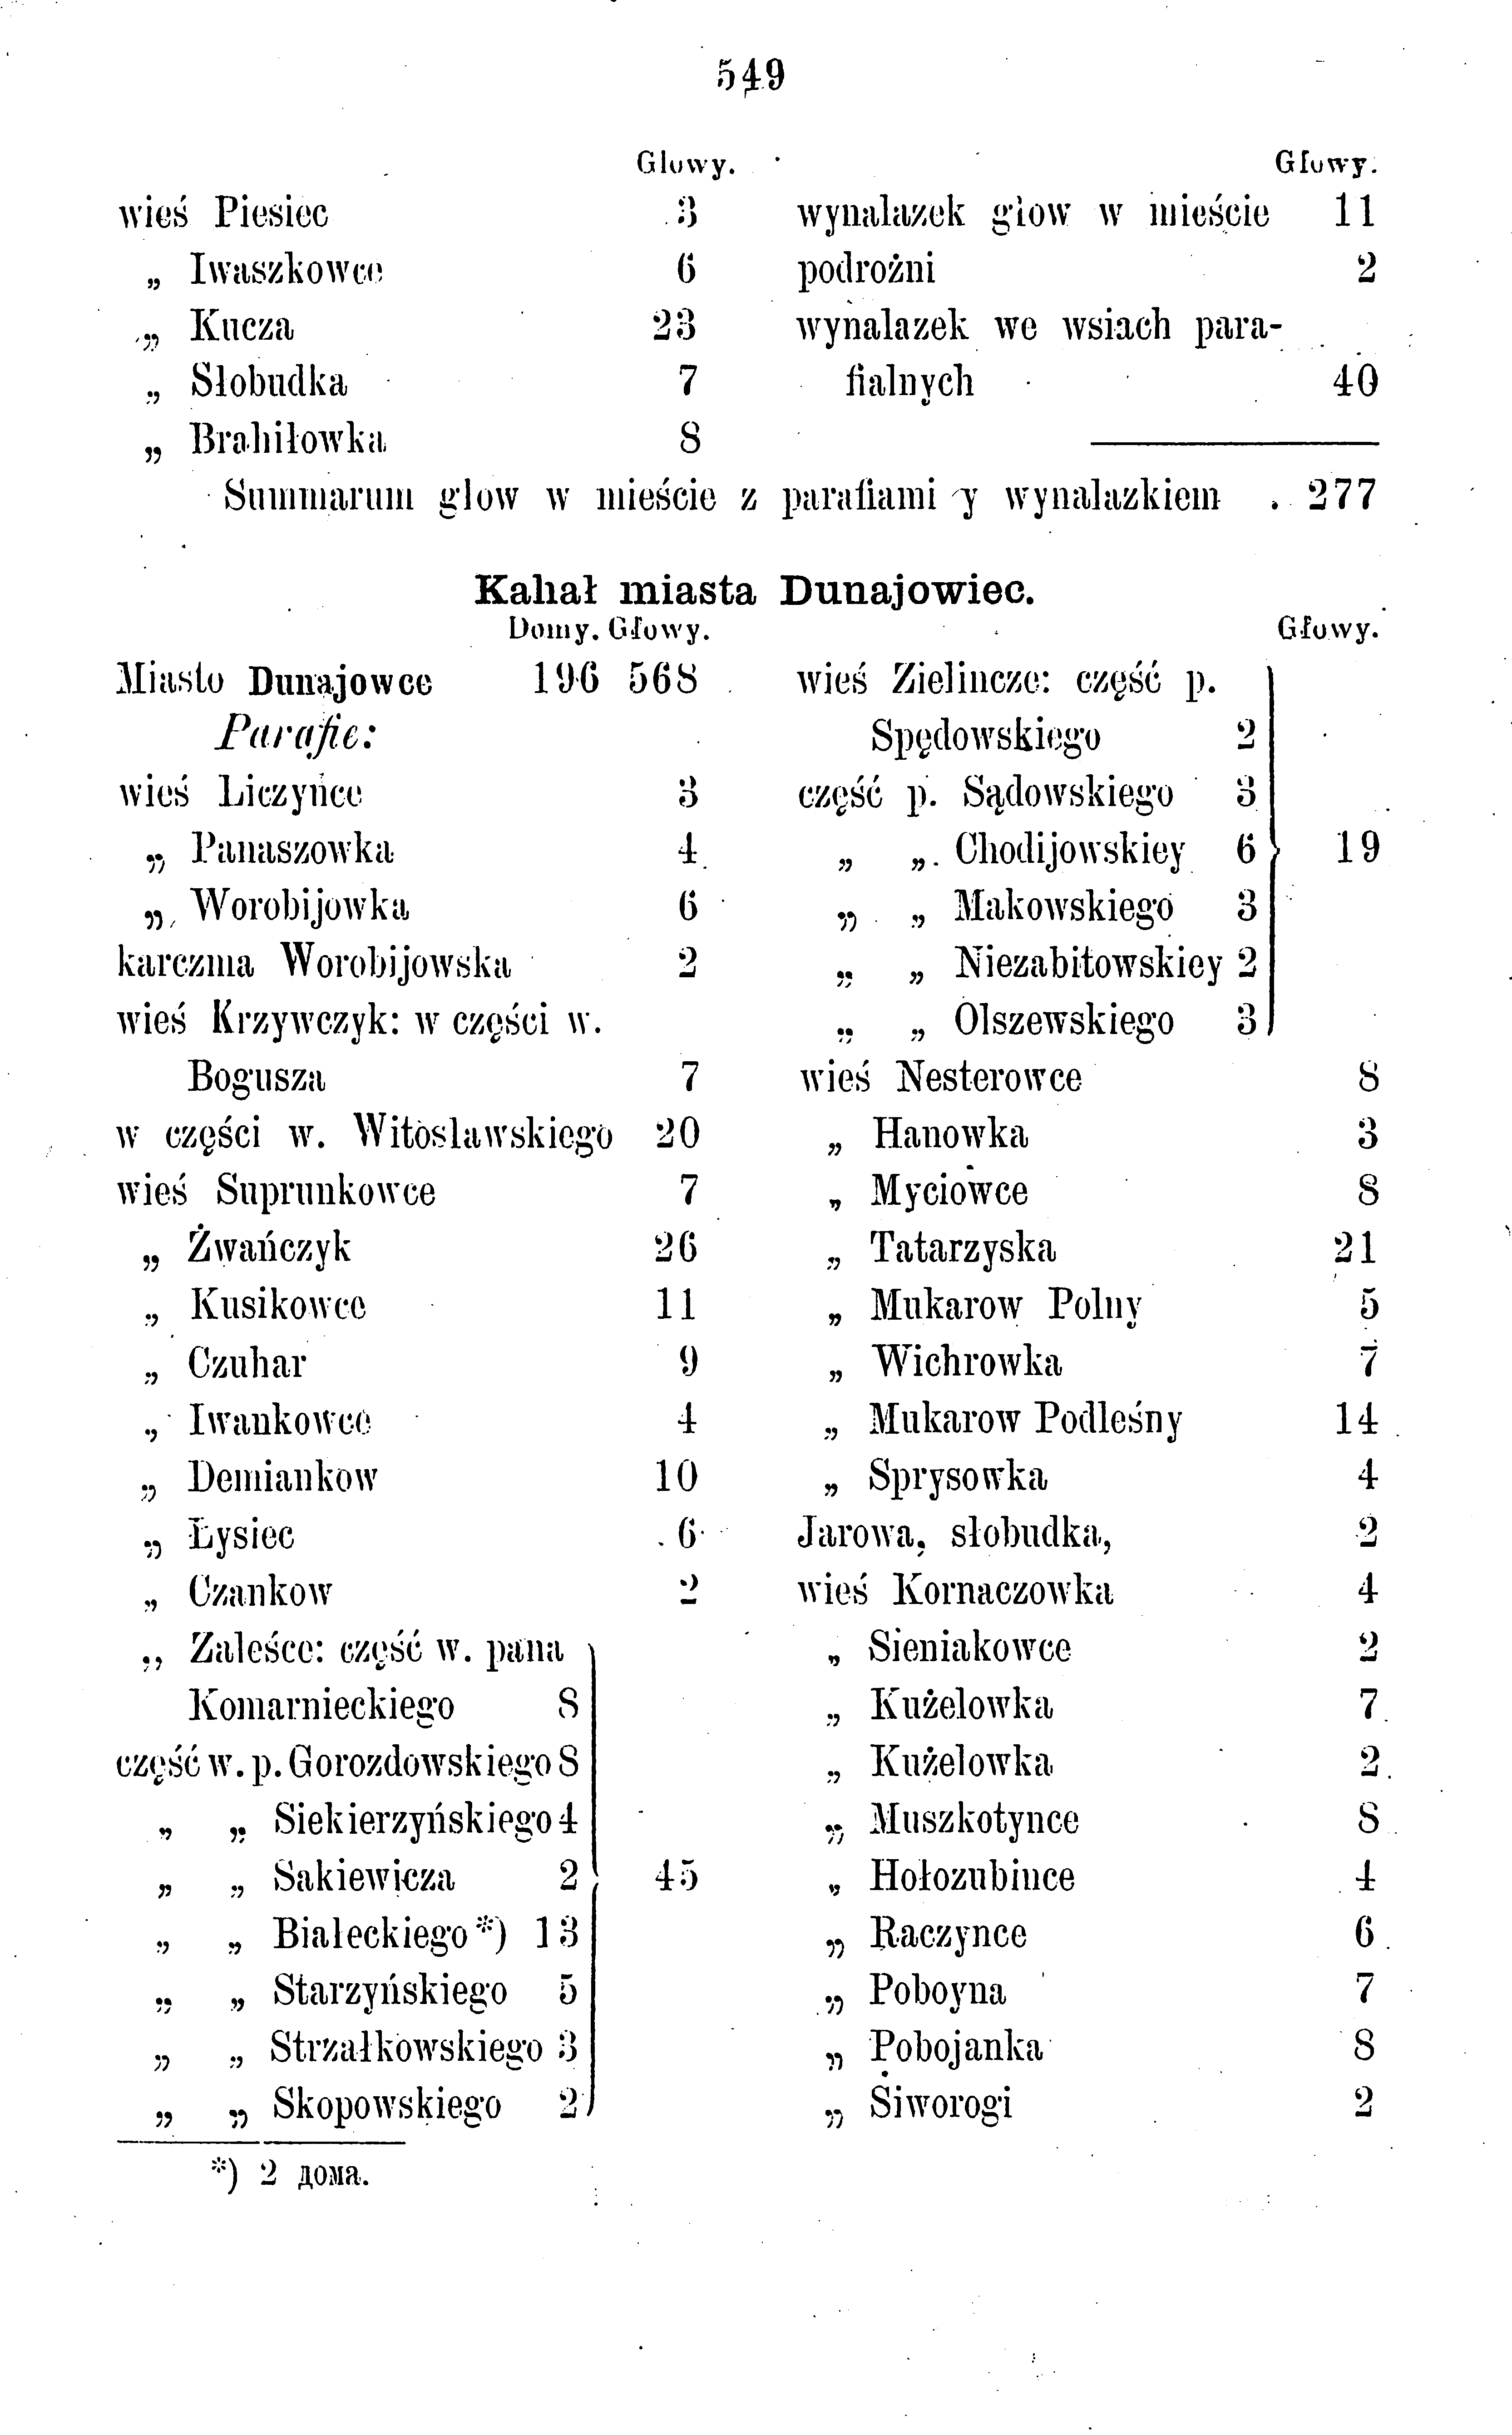 549
Głowy.
wieś Piesiec 3
„ Iwaszkowce 6
„ Kucza 23
„ Słobudka 7
„ Brahiłowka 8
Głowy.
wynalazek głow w mieście 11
podrożni 2
wynalazek we wsiach para-
fialnych 40
Summarum głow w mieście z parafiami y wynalazkiem . 277
Kahał miasta Dunajowiec.
Domy. Głowy.
Miasto Dunajowce 196 568
Parafie:
wieś Liczyńce 3
„ Panaszowka 4
„ Worobijowka 6
karczma Worobijowska 2
wieś Krzywczyk: w części w.
Bogusza 7
w części w. Witosławskiego 20
wieś Suprunkowce 7
„ Żwańczyk 26
„ Kusikowce 11
„ Czuhar 9
„ Iwankowce 4
„ Demiankow 10
„ Łysiec 6
„ Czankow 2
„ Zaleśce: część w. pana
Komarnieckiego 8
część w. p. Gorozdowskiego 8
„ „ Siekierzyńskiego 4
„ „ Sakiewicza 2 45
„ „ Białeckiego *) 13
„ „ Starzyńskiego 5
„ „ Strzałkowskiego 3
„ „ Skopowskiego 2
Głowy.
wieś Zielincze: część p.
Spędowskiego 2
część p. Sądowskiego 3
„ „ Chodijowskiey 6 19
„ „ Makowskiego 3
„ „ Niezabitowskiey 2
„ „ Olszewskiego 3
wieś Nesterowce 8
„ Hanowka 3
„ Myciowce 8
„ Tatarzyska 21
„ Mukarow Polny 5
„ Wichrowka 7
„ Mukarow Podleśny 14
„ Sprysowka 4
Jarowa, słobudka, 2
wieś Kornaczowka 4
„ Sieniakowce 2
„ Kużelowka 7
„ Kużelowka 2
„ Muszkotynce 8
„ Hołozubince 4
„ Raczynce 6
„ Poboyna 7
„ Pobojanka 8
„ Siworogi 2
*) 2 дома.